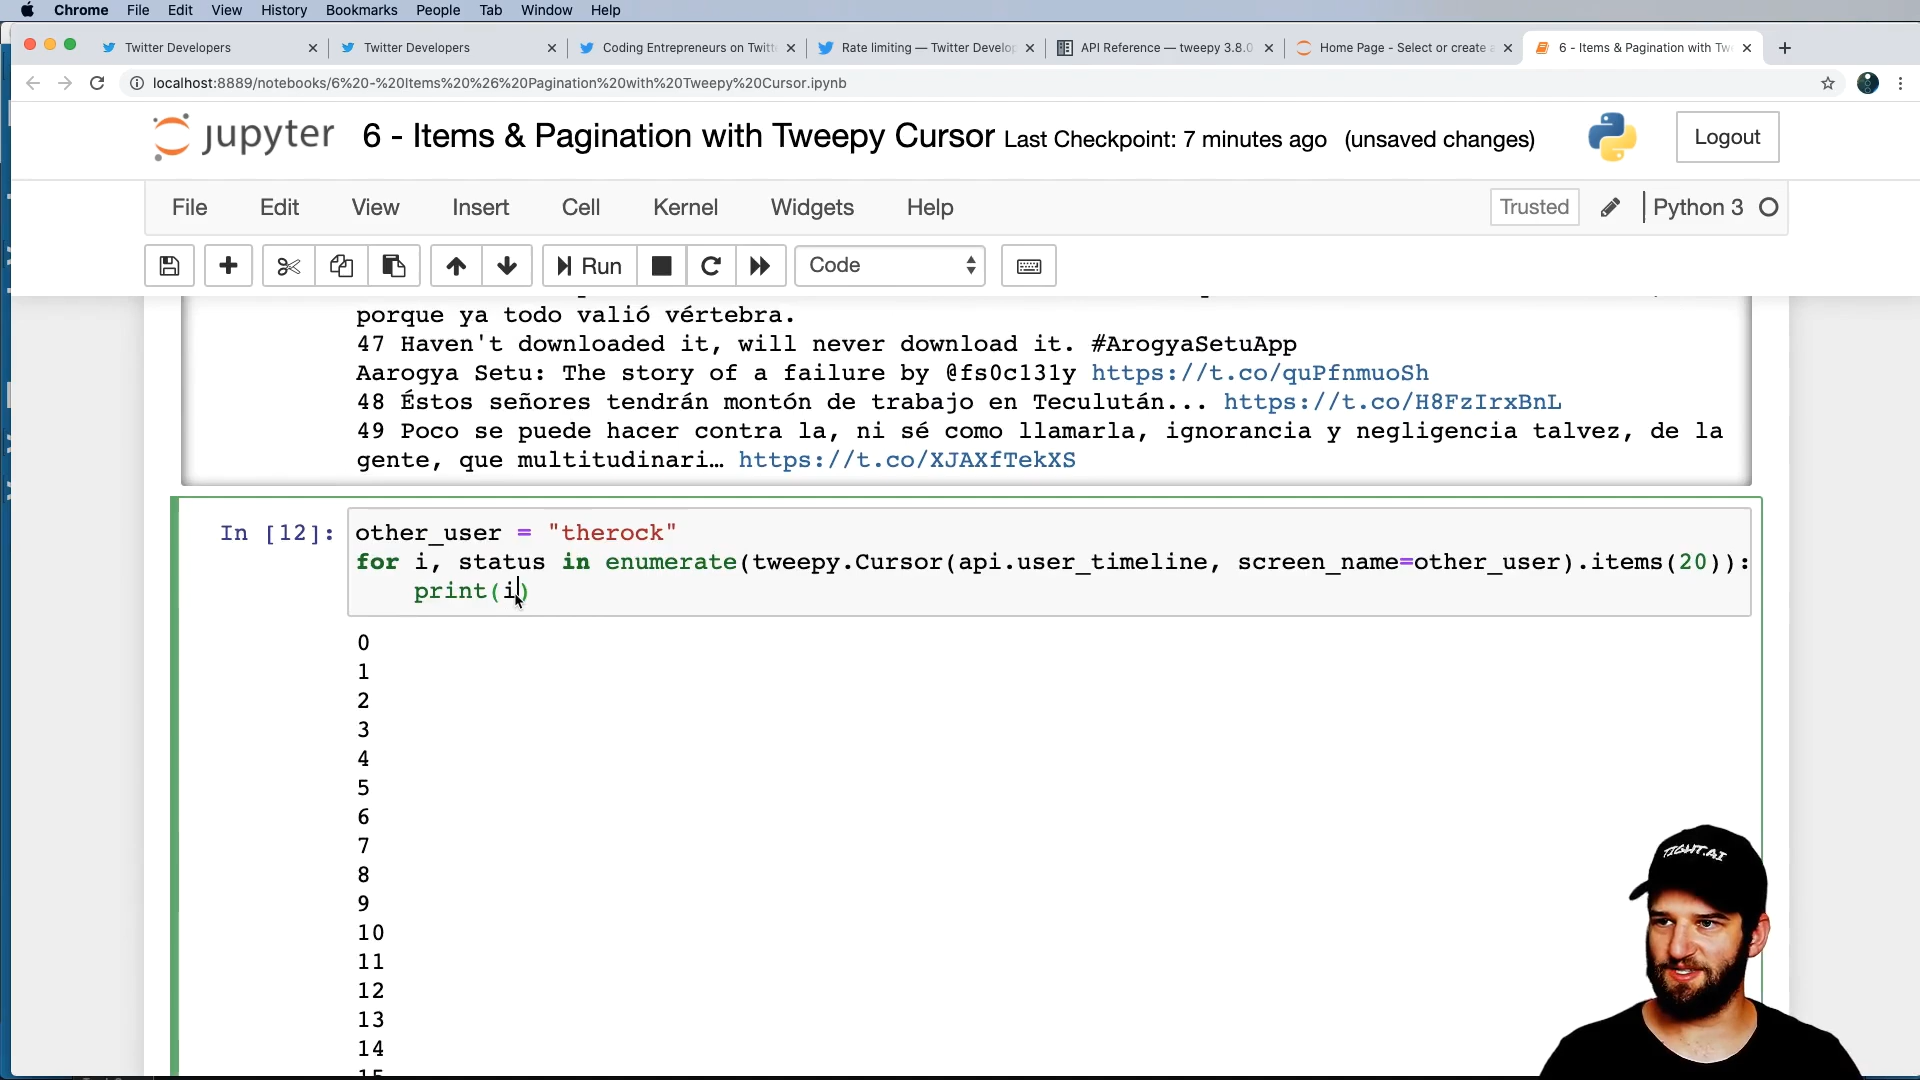 Chrome File Edit View History Bookmarks People Tab Window Help
Twitter Developers
Twitter Developers
Coding Entrepreneurs on Twitt
Rate limiting — Twitter Develop
API Reference — tweepy 3.8.0
Home Page - Select or create a
6 - Items & Pagination with Tw
localhost:8889/notebooks/6%20-%20Items%20%26%20Pagination%20with%20Tweepy%20Cursor.ipynb
jupyter 6 - Items & Pagination with Tweepy Cursor Last Checkpoint: 7 minutes ago (unsaved changes)
Logout
File Edit View Insert Cell Kernel Widgets Help
Trusted
Python 3
Run
Code
porque ya todo valió vértebra.
47 Haven't downloaded it, will never download it. #ArogyaSetuApp
Aarogya Setu: The story of a failure by @fs0c131y https://t.co/quPfnmuoSh
48 Éstos señores tendrán montón de trabajo en Teculután... https://t.co/H8FzIrxBnL
49 Poco se puede hacer contra la, ni sé como llamarla, ignorancia y negligencia talvez, de la
gente, que multitudinari… https://t.co/XJAXfTekXS
In [12]:
other_user = "therock"
for i, status in enumerate(tweepy.Cursor(api.user_timeline, screen_name=other_user).items(20)):
print(i)
0
1
2
3
4
5
6
7
8
9
10
11
12
13
14
15
TIGHT.AI